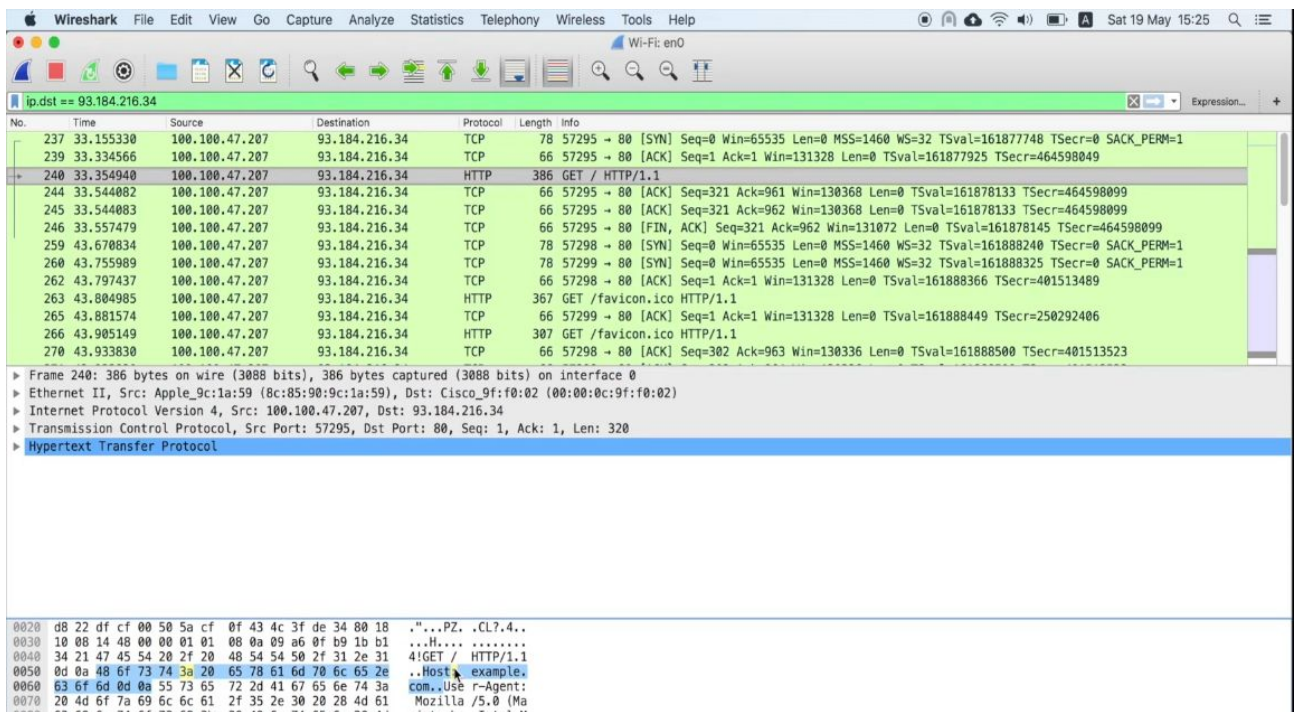 Wireshark File Edit View Go Capture Analyze Statistics Telephony Wireless Tools Help A Sat 19 May 15:25
Wi-Fi: en0
ip.dst == 93.184.216.34 Expression... +
No. Time Source Destination Protocol Length Info
237 33.155330 100.100.47.207 93.184.216.34 TCP 78 57295 → 80 [SYN] Seq=0 Win=65535 Len=0 MSS=1460 WS=32 TSval=161877748 TSecr=0 SACK_PERM=1
239 33.334566 100.100.47.207 93.184.216.34 TCP 66 57295 → 80 [ACK] Seq=1 Ack=1 Win=131328 Len=0 TSval=161877925 TSecr=464598049
240 33.354940 100.100.47.207 93.184.216.34 HTTP 386 GET / HTTP/1.1
244 33.544082 100.100.47.207 93.184.216.34 TCP 66 57295 → 80 [ACK] Seq=321 Ack=961 Win=130368 Len=0 TSval=161878133 TSecr=464598099
245 33.544083 100.100.47.207 93.184.216.34 TCP 66 57295 → 80 [ACK] Seq=321 Ack=962 Win=130368 Len=0 TSval=161878133 TSecr=464598099
246 33.557479 100.100.47.207 93.184.216.34 TCP 66 57295 → 80 [FIN, ACK] Seq=321 Ack=962 Win=131072 Len=0 TSval=161878145 TSecr=464598099
259 43.670834 100.100.47.207 93.184.216.34 TCP 78 57298 → 80 [SYN] Seq=0 Win=65535 Len=0 MSS=1460 WS=32 TSval=161888240 TSecr=0 SACK_PERM=1
260 43.755989 100.100.47.207 93.184.216.34 TCP 78 57299 → 80 [SYN] Seq=0 Win=65535 Len=0 MSS=1460 WS=32 TSval=161888325 TSecr=0 SACK_PERM=1
262 43.797437 100.100.47.207 93.184.216.34 TCP 66 57298 → 80 [ACK] Seq=1 Ack=1 Win=131328 Len=0 TSval=161888366 TSecr=401513489
263 43.804985 100.100.47.207 93.184.216.34 HTTP 367 GET /favicon.ico HTTP/1.1
265 43.881574 100.100.47.207 93.184.216.34 TCP 66 57299 → 80 [ACK] Seq=1 Ack=1 Win=131328 Len=0 TSval=161888449 TSecr=250292406
266 43.905149 100.100.47.207 93.184.216.34 HTTP 307 GET /favicon.ico HTTP/1.1
270 43.933830 100.100.47.207 93.184.216.34 TCP 66 57298 → 80 [ACK] Seq=302 Ack=963 Win=130336 Len=0 TSval=161888500 TSecr=401513523
Frame 240: 386 bytes on wire (3088 bits), 386 bytes captured (3088 bits) on interface 0
Ethernet II, Src: Apple_9c:1a:59 (8c:85:90:9c:1a:59), Dst: Cisco_9f:f0:02 (00:00:0c:9f:f0:02)
Internet Protocol Version 4, Src: 100.100.47.207, Dst: 93.184.216.34
Transmission Control Protocol, Src Port: 57295, Dst Port: 80, Seq: 1, Ack: 1, Len: 320
Hypertext Transfer Protocol
0020 d8 22 df cf 00 50 5a cf 0f 43 4c 3f de 34 80 18 ."...PZ. .CL?.4..
0030 10 08 14 48 00 00 01 01 08 0a 09 a6 0f b9 1b b1 ...H.... ........
0040 34 21 47 45 54 20 2f 20 48 54 54 50 2f 31 2e 31 4!GET / HTTP/1.1
0050 0d 0a 48 6f 73 74 3a 20 65 78 61 6d 70 6c 65 2e ..Host: example.
0060 63 6f 6d 0d 0a 55 73 65 72 2d 41 67 65 6e 74 3a com..Use r-Agent:
0070 20 4d 6f 7a 69 6c 6c 61 2f 35 2e 30 20 28 4d 61 Mozilla /5.0 (Ma